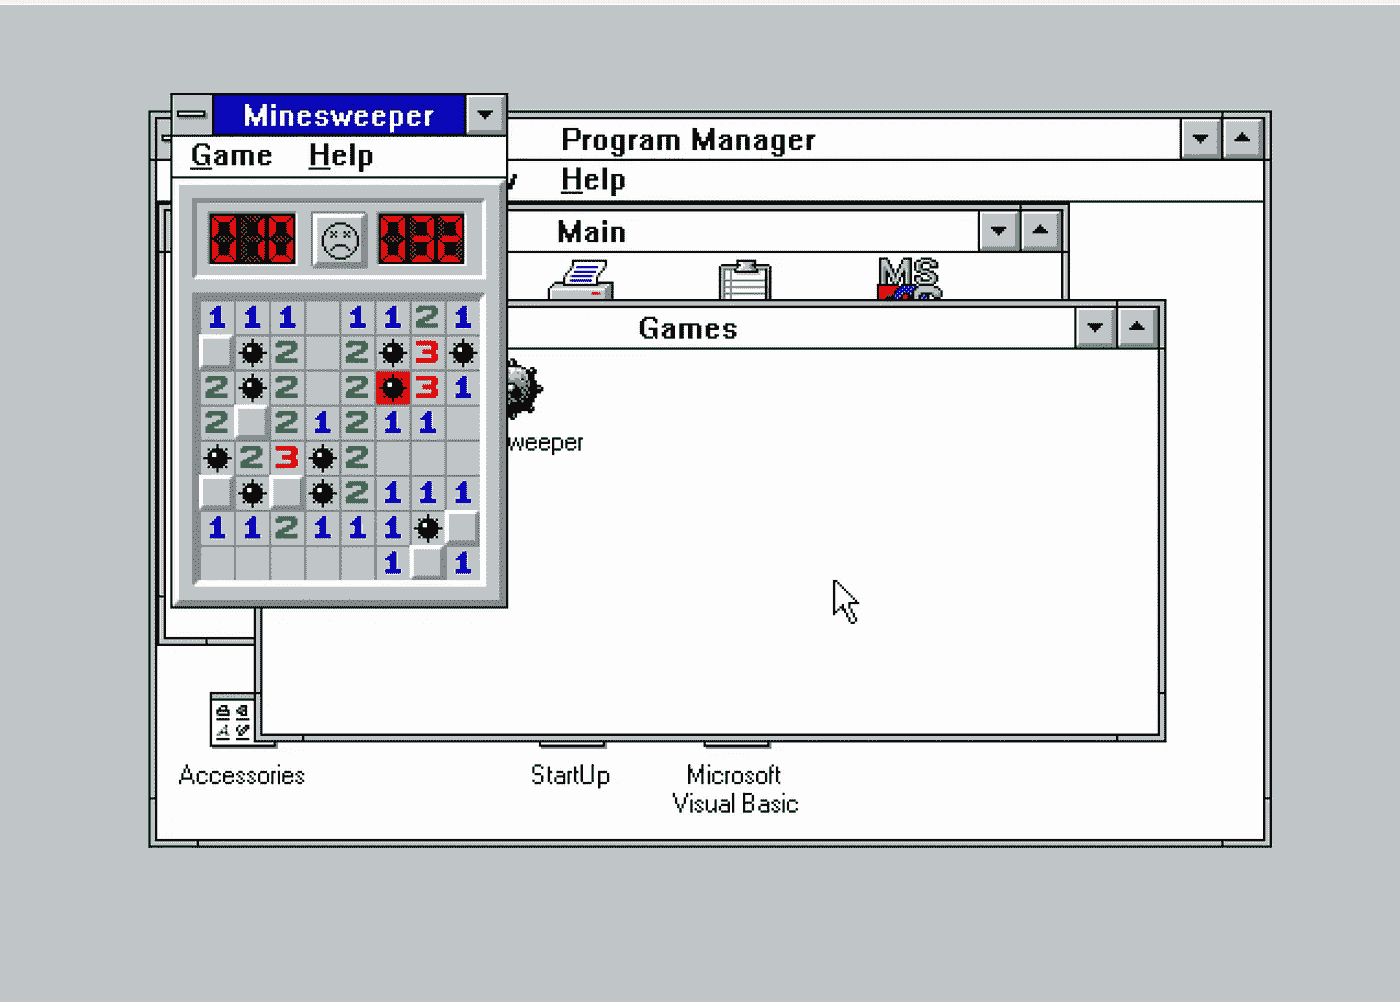 Minesweeper
Game Help
010 032
1 1 1 1 1 2 1
2 2 3
2 2 2 3 1
2 2 1 2 1 1
2 3 2
2 1 1 1
1 1 2 1 1 1
1 1
Program Manager
Help
Main
MS
Games
weeper
Accessories
StartUp
Microsoft
Visual Basic